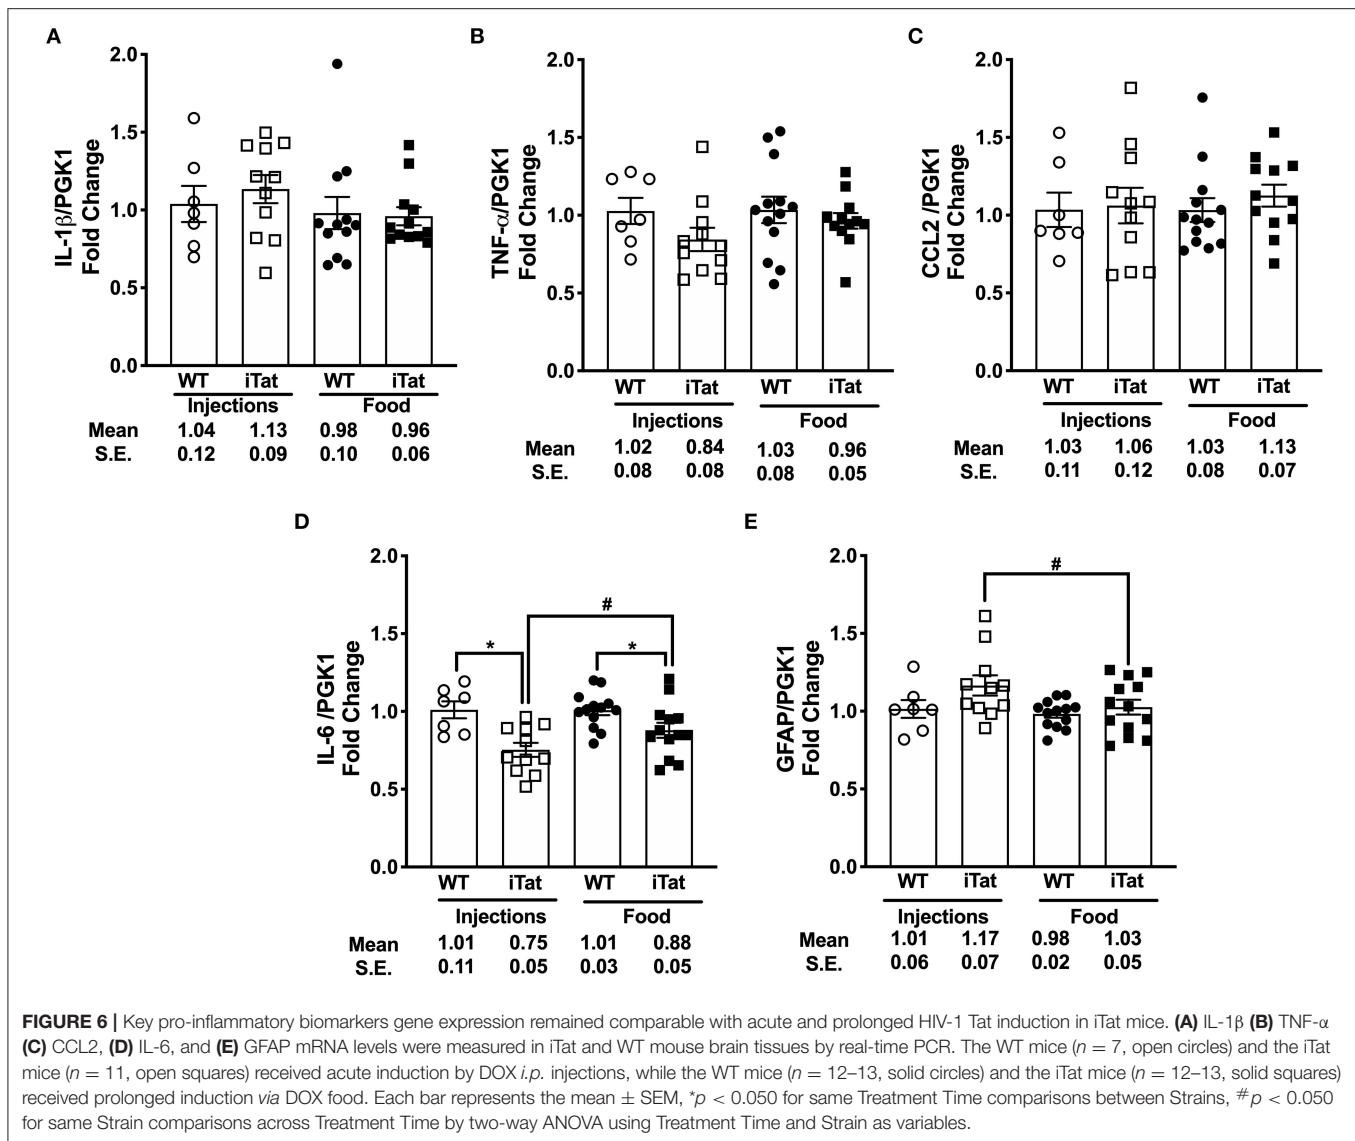 A
2.0
1.5
1.0
0.5
0.0
IL-1β/PGK1
Fold Change
WT iTat WT iTat
Injections Food
Mean 1.04 1.13 0.98 0.96
S.E. 0.12 0.09 0.10 0.06
B
2.0
1.5
1.0
0.5
0.0
TNF-α/PGK1
Fold Change
WT iTat WT iTat
Injections Food
Mean 1.02 0.84 1.03 0.96
S.E. 0.08 0.08 0.08 0.05
C
2.0
1.5
1.0
0.5
0.0
CCL2 /PGK1
Fold Change
WT iTat WT iTat
Injections Food
Mean 1.03 1.06 1.03 1.13
S.E. 0.11 0.12 0.08 0.07
D
2.0
1.5
1.0
0.5
0.0
IL-6 /PGK1
Fold Change
#
* *
WT iTat WT iTat
Injections Food
Mean 1.01 0.75 1.01 0.88
S.E. 0.11 0.05 0.03 0.05
E
2.0
1.5
1.0
0.5
0.0
GFAP/PGK1
Fold Change
#
WT iTat WT iTat
Injections Food
Mean 1.01 1.17 0.98 1.03
S.E. 0.06 0.07 0.02 0.05
FIGURE 6 | Key pro-inflammatory biomarkers gene expression remained comparable with acute and prolonged HIV-1 Tat induction in iTat mice. (A) IL-1β (B) TNF-α
(C) CCL2, (D) IL-6, and (E) GFAP mRNA levels were measured in iTat and WT mouse brain tissues by real-time PCR. The WT mice (n = 7, open circles) and the iTat
mice (n = 11, open squares) received acute induction by DOX i.p. injections, while the WT mice (n = 12–13, solid circles) and the iTat mice (n = 12–13, solid squares)
received prolonged induction via DOX food. Each bar represents the mean ± SEM, *p < 0.050 for same Treatment Time comparisons between Strains, #p < 0.050
for same Strain comparisons across Treatment Time by two-way ANOVA using Treatment Time and Strain as variables.